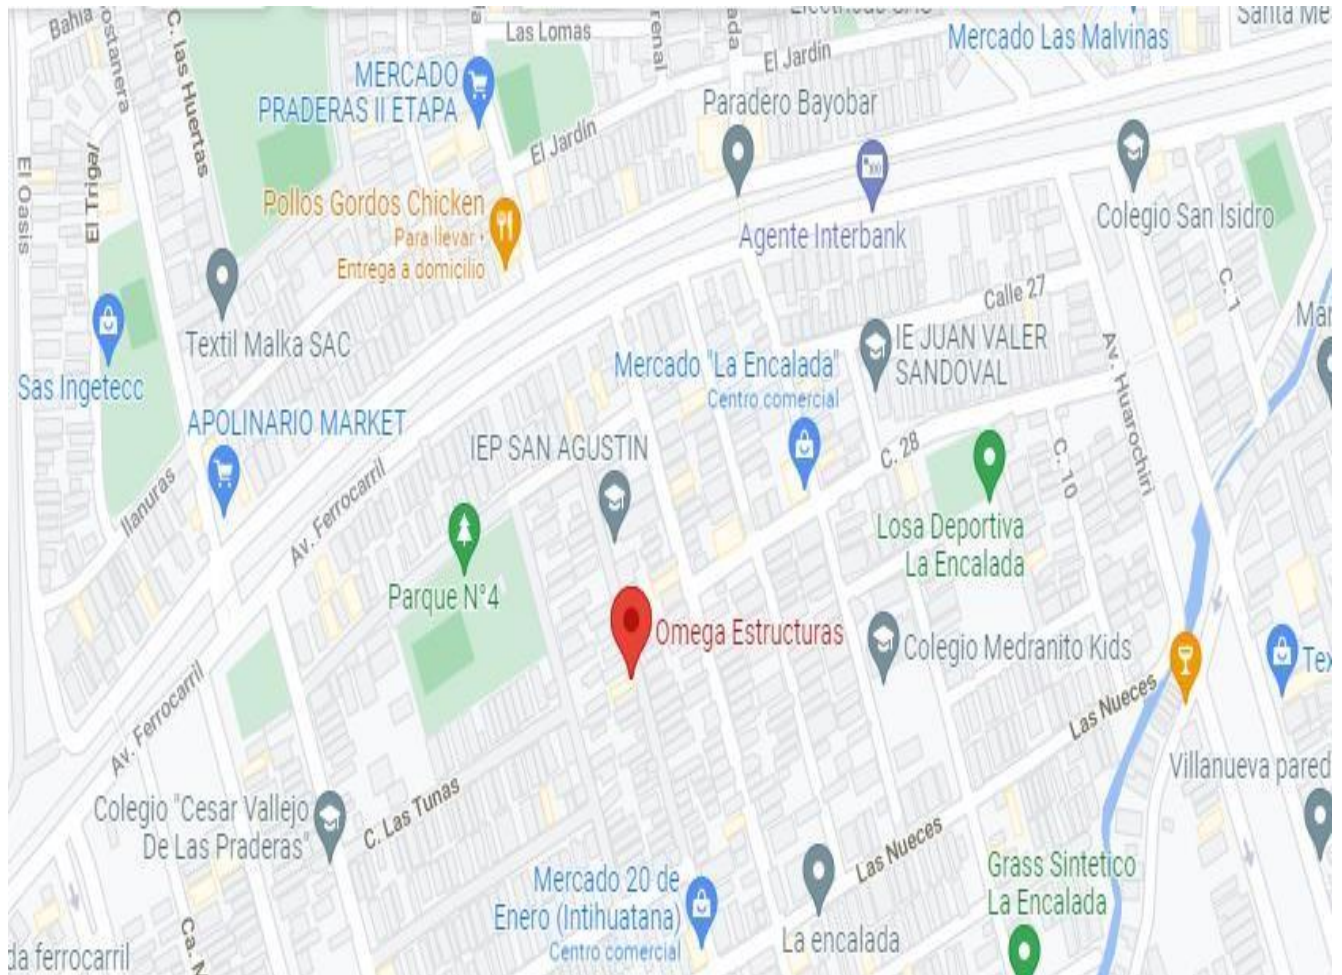 Bahía
C. las Huertas
Las Lomas
El Jardín
Mercado Las Malvinas
MERCADO
PRADERAS II ETAPA
Paradero Bayobar
El Jardín
El Oasis
El Trigal
Pollos Gordos Chicken
Para llevar •
Entrega a domicilio
Agente Interbank
Colegio San Isidro
C. 1
Calle 27
Textil Malka SAC
Sas Ingetecc
Mercado "La Encalada"
Centro comercial
IE JUAN VALER
SANDOVAL
Av. Huarochiri
APOLINARIO MARKET
IEP SAN AGUSTIN
C. 28
C. 10
llanuras
Av. Ferrocarril
Losa Deportiva
La Encalada
Parque N°4
Omega Estructuras
Colegio Medranito Kids
Av. Ferrocarril
Las Nueces
Villanueva pared
Colegio "Cesar Vallejo
De Las Praderas"
C. Las Tunas
Las Nueces
Mercado 20 de
Enero (Intihuatana)
Centro comercial
La encalada
Grass Sintetico
La Encalada
da ferrocarril